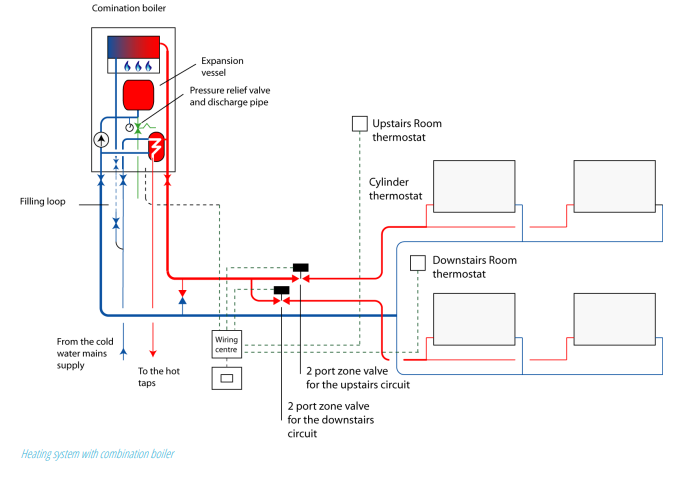 Comination boiler
Expansion
vessel
Pressure relief valve
and discharge pipe
Upstairs Room
thermostat
Cylinder
thermostat
Filling loop
Downstairs Room
thermostat
Wiring
centre
From the cold
water mains
supply
To the hot
taps
2 port zone valve
for the upstairs circuit
2 port zone valve
for the downstairs
circuit
Heating system with combination boiler